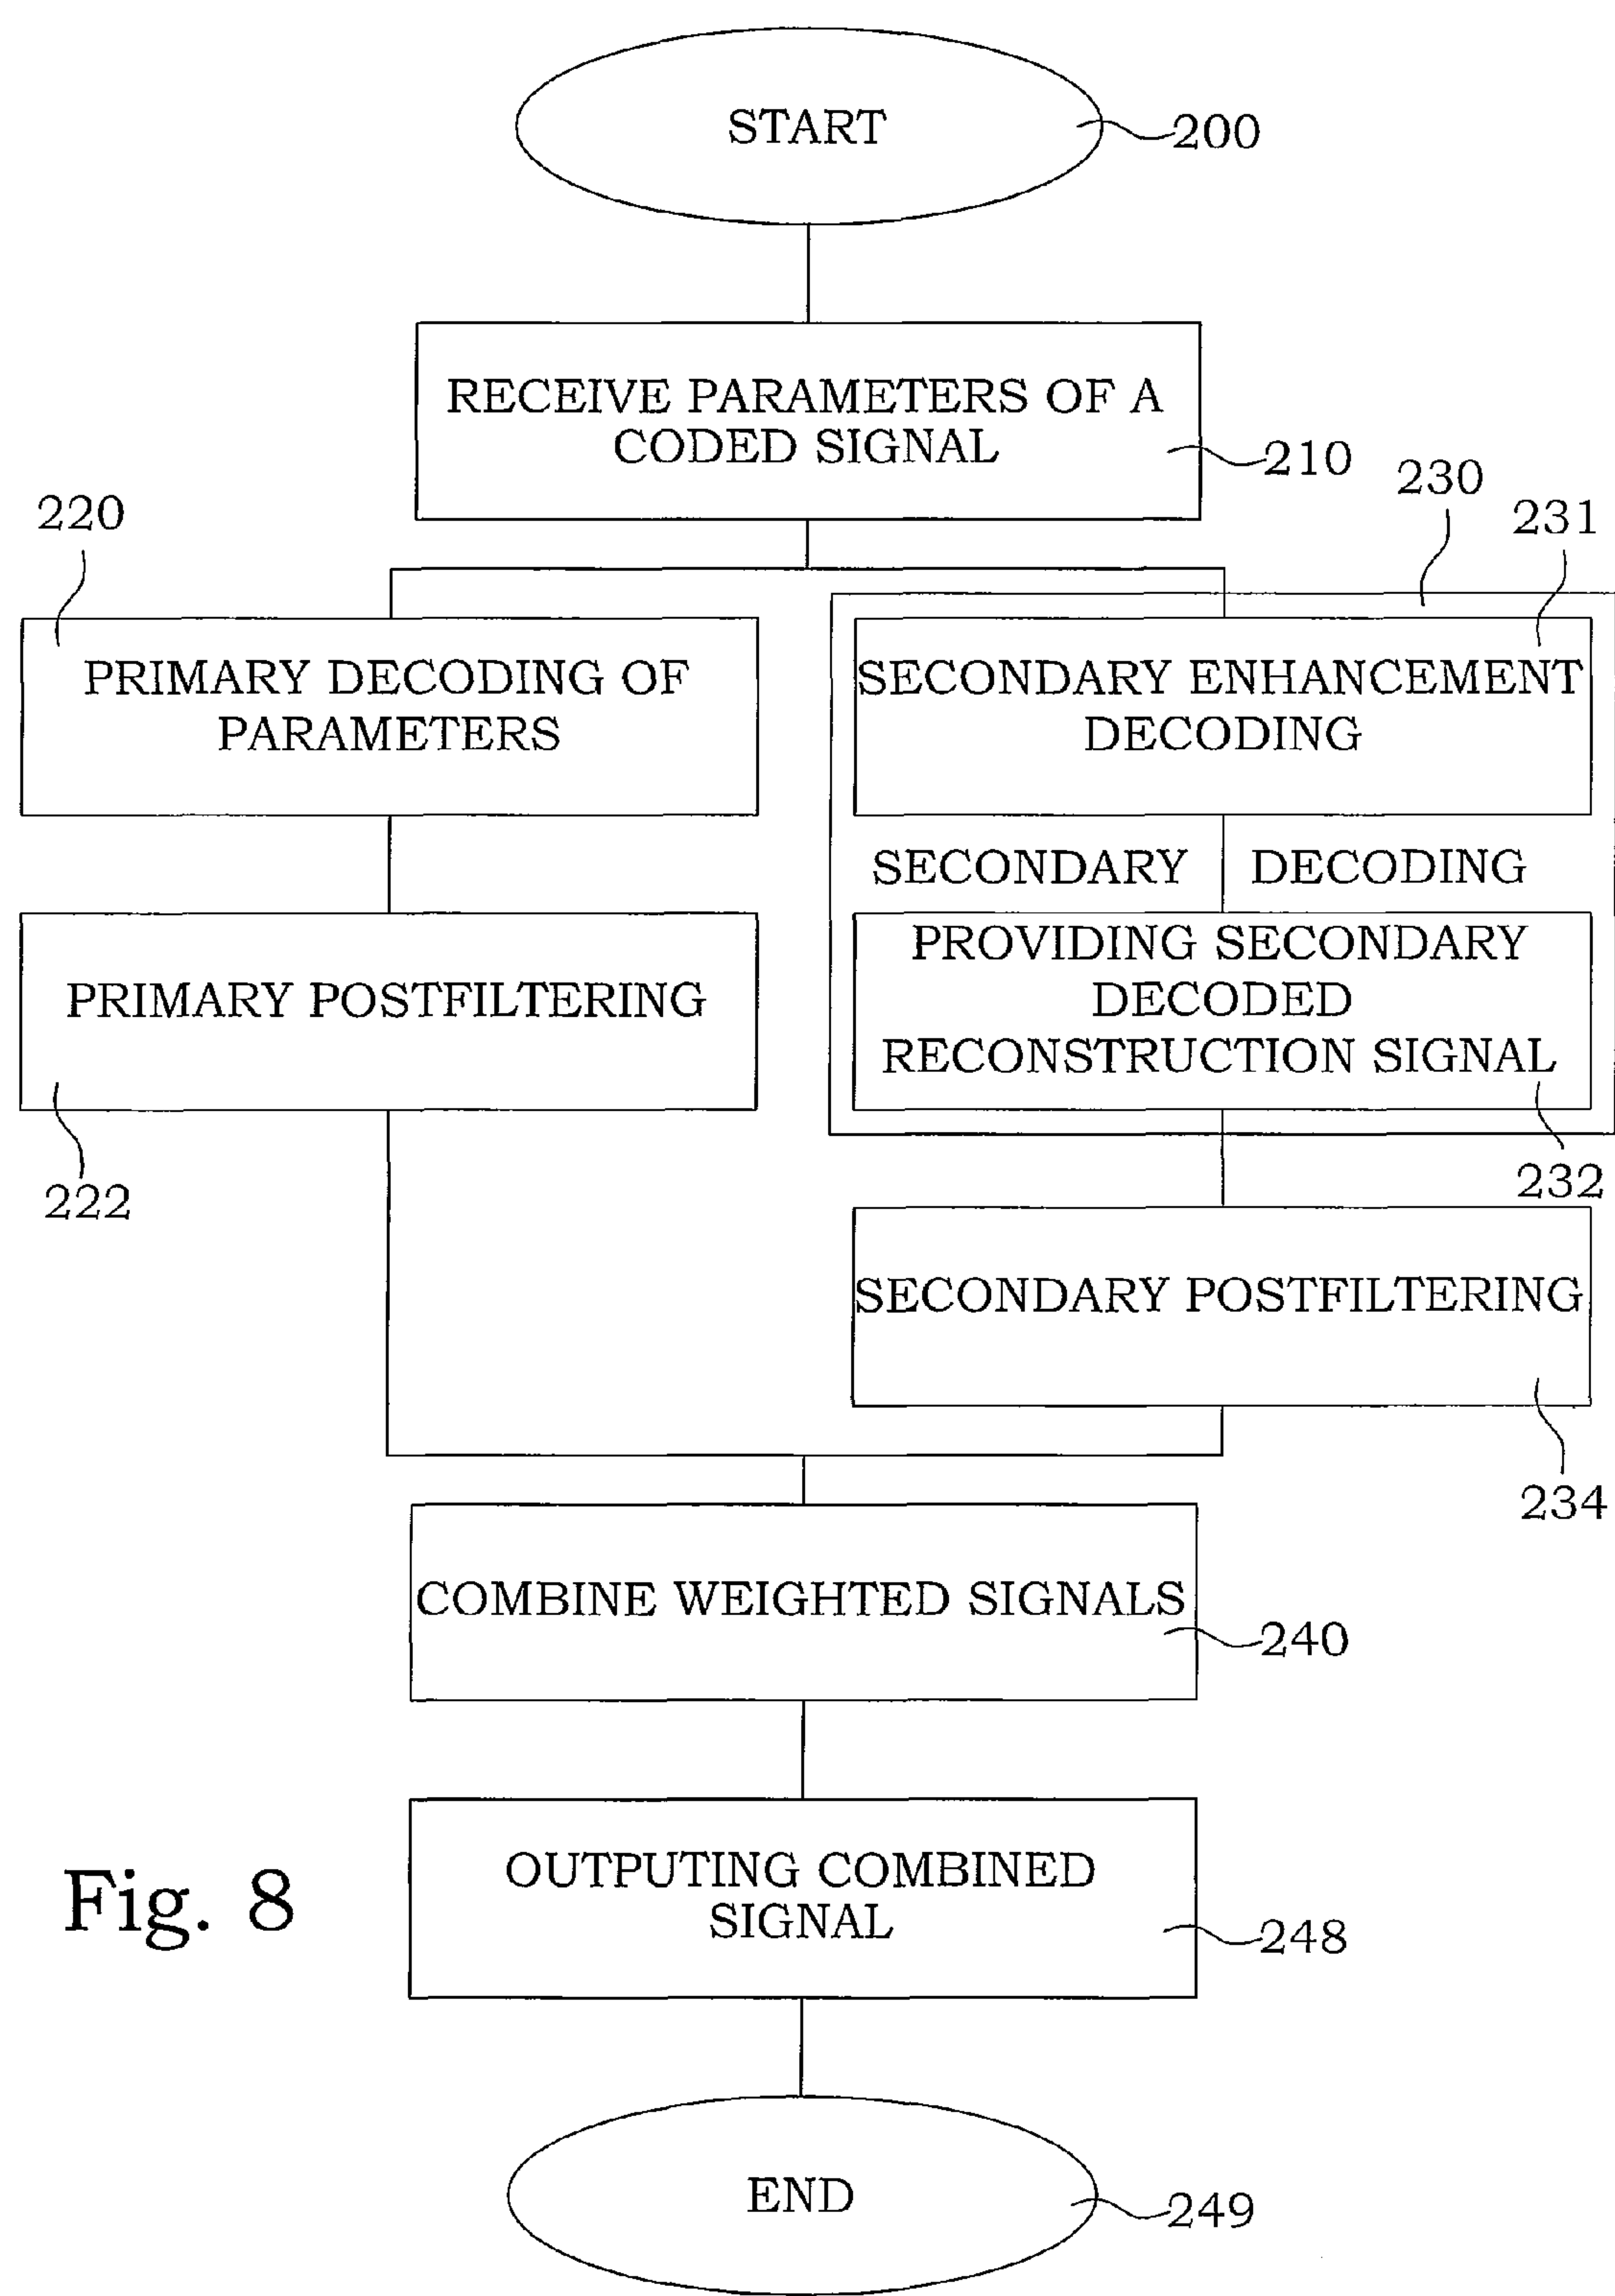 START
200
RECEIVE PARAMETERS OF A
CODED SIGNAL
210
220
230
231
PRIMARY DECODING OF
PARAMETERS
SECONDARY ENHANCEMENT
DECODING
SECONDARY DECODING
PRIMARY POSTFILTERING
222
PROVIDING SECONDARY
DECODED
RECONSTRUCTION SIGNAL
232
SECONDARY POSTFILTERING
234
COMBINE WEIGHTED SIGNALS
240
OUTPUTING COMBINED
SIGNAL
248
Fig. 8
END
249